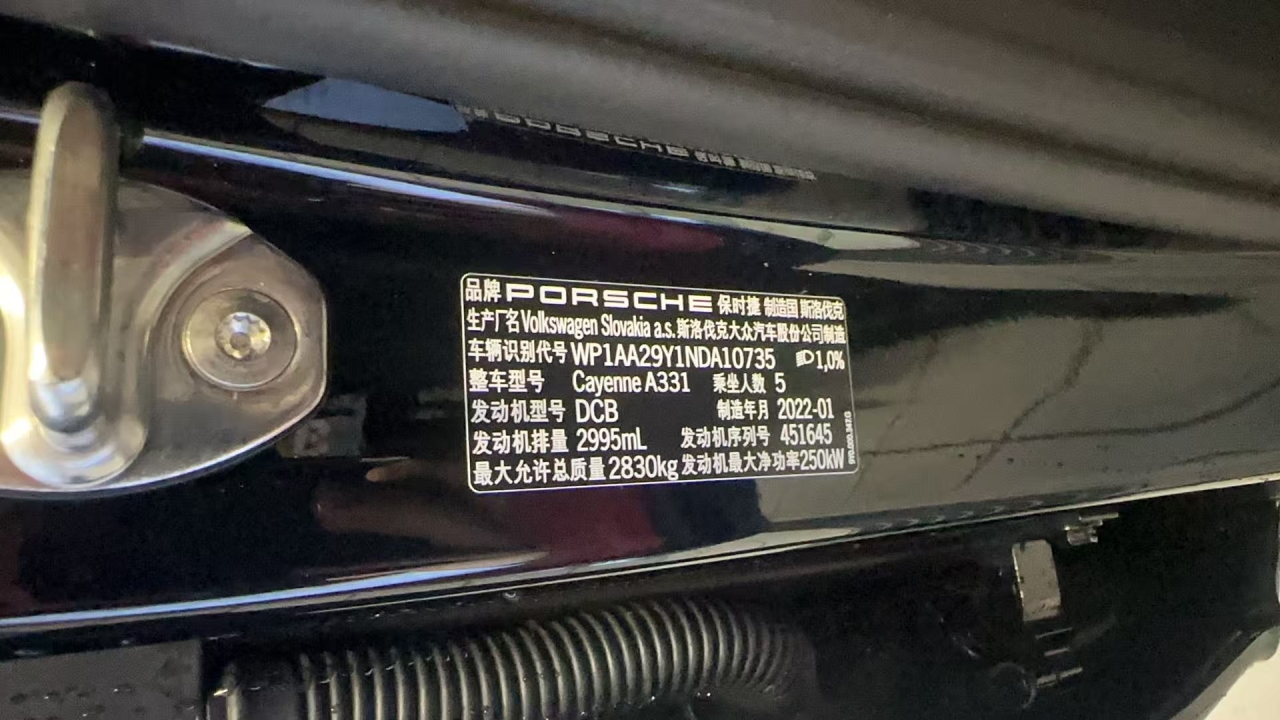 品牌 PORSCHE 保时捷 制造国 斯洛伐克
生产厂名 Volkswagen Slovakia a.s. 斯洛伐克大众汽车股份公司制造
车辆识别代号 WP1AA29Y1NDA10735 1,0%
整车型号 Cayenne A331 乘坐人数 5
发动机型号 DCB 制造年月 2022-01
发动机排量 2995mL 发动机序列号 451645
最大允许总质量 2830kg 发动机最大净功率 250kW